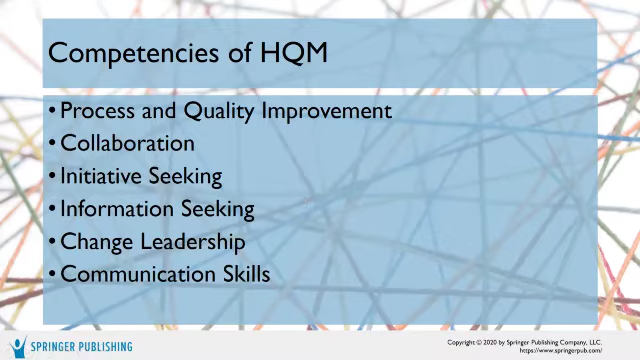 Competencies of HQM
• Process and Quality Improvement
• Collaboration
• Initiative Seeking
• Information Seeking
• Change Leadership
• Communication Skills
SPRINGER PUBLISHING
Copyright © 2020 by Springer Publishing Company, LLC.
https://www.springerpub.com/